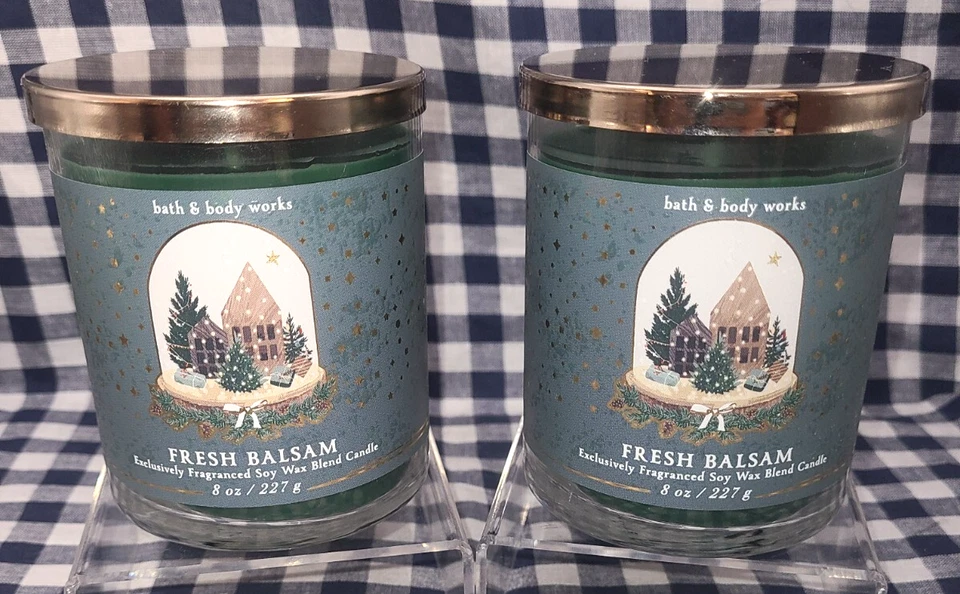 bath & body works
FRESH BALSAM
Exclusively Fragranced Soy Wax Blend Candle
8 oz / 227 g
bath & body works
FRESH BALSAM
Exclusively Fragranced Soy Wax Blend Candle
8 oz / 227 g